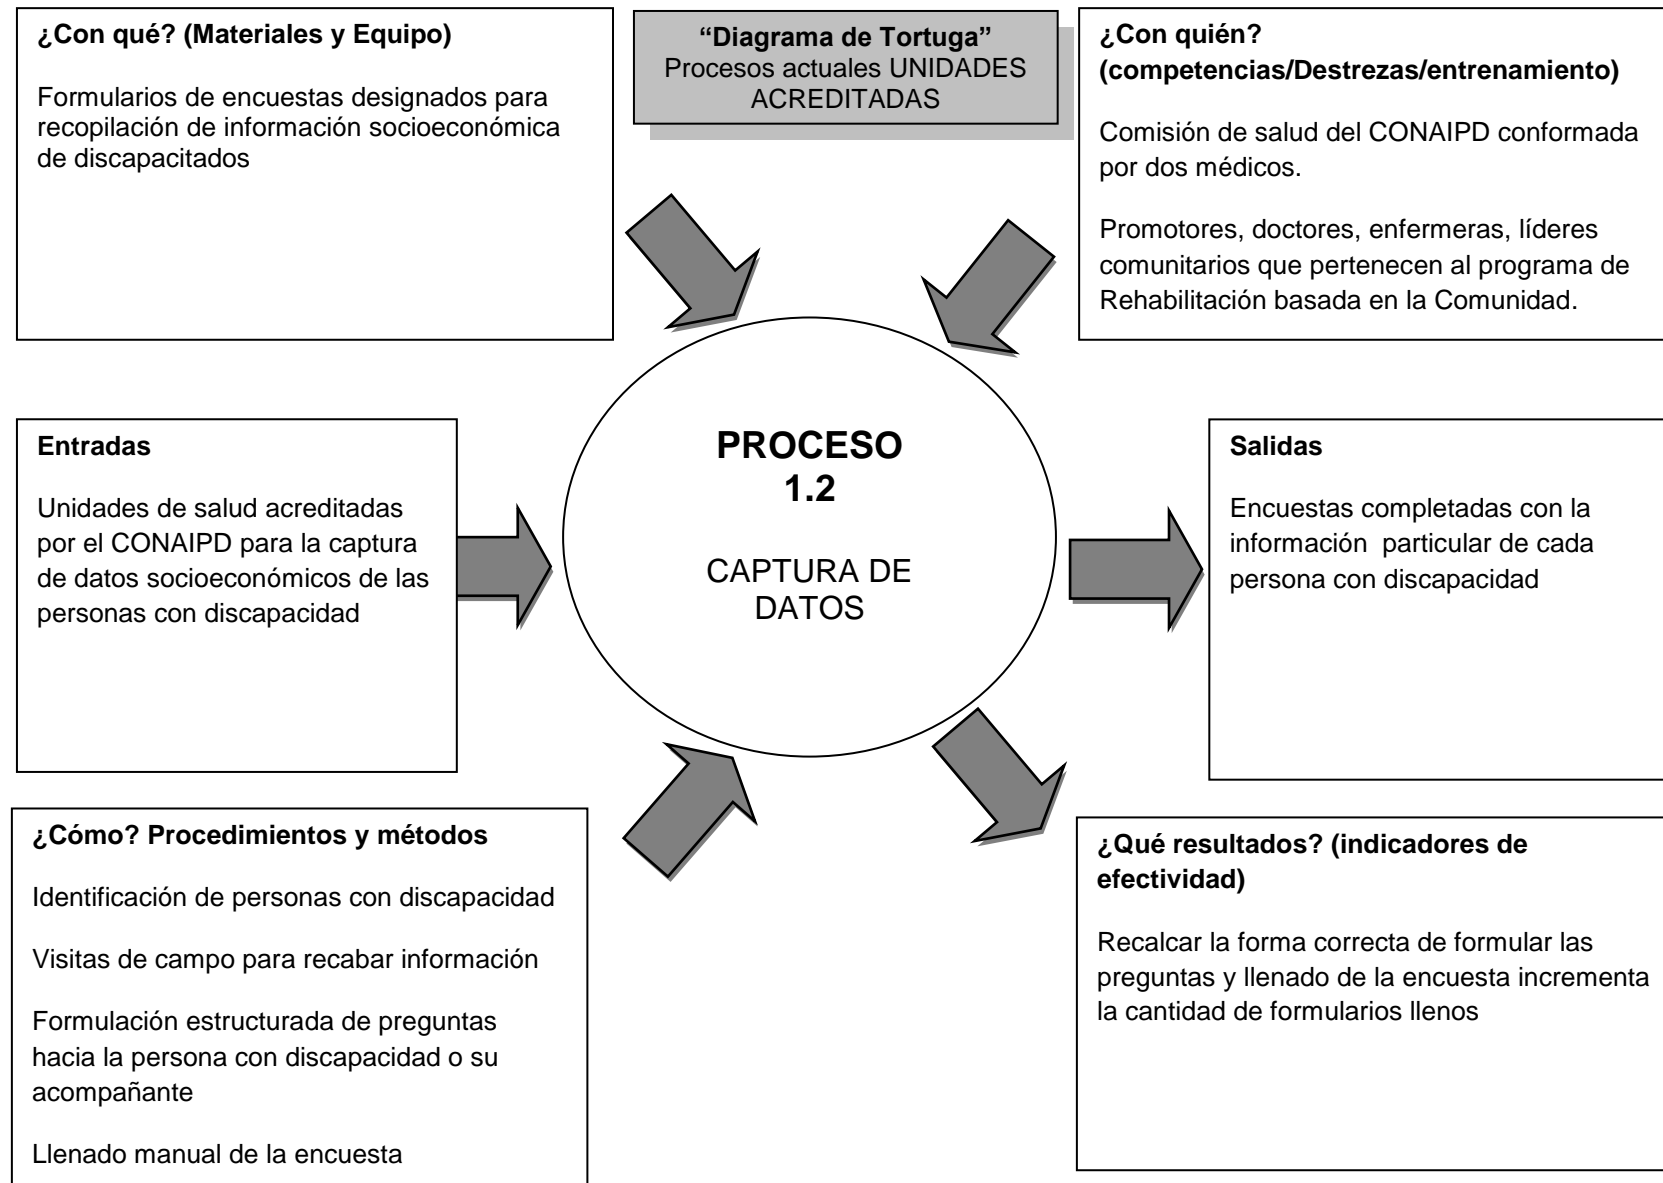 ¿Con qué? (Materiales y Equipo)
Formularios de encuestas designados para
recopilación de información socioeconómica
de discapacitados
“Diagrama de Tortuga”
Procesos actuales UNIDADES
ACREDITADAS
¿Con quién?
(competencias/Destrezas/entrenamiento)
Comisión de salud del CONAIPD conformada
por dos médicos.
Promotores, doctores, enfermeras, líderes
comunitarios que pertenecen al programa de
Rehabilitación basada en la Comunidad.
Entradas
Unidades de salud acreditadas
por el CONAIPD para la captura
de datos socioeconómicos de las
personas con discapacidad
PROCESO
1.2
CAPTURA DE
DATOS
Salidas
Encuestas completadas con la
información  particular de cada
persona con discapacidad
¿Cómo? Procedimientos y métodos
Identificación de personas con discapacidad
Visitas de campo para recabar información
Formulación estructurada de preguntas
hacia la persona con discapacidad o su
acompañante
Llenado manual de la encuesta
¿Qué resultados? (indicadores de
efectividad)
Recalcar la forma correcta de formular las
preguntas y llenado de la encuesta incrementa
la cantidad de formularios llenos